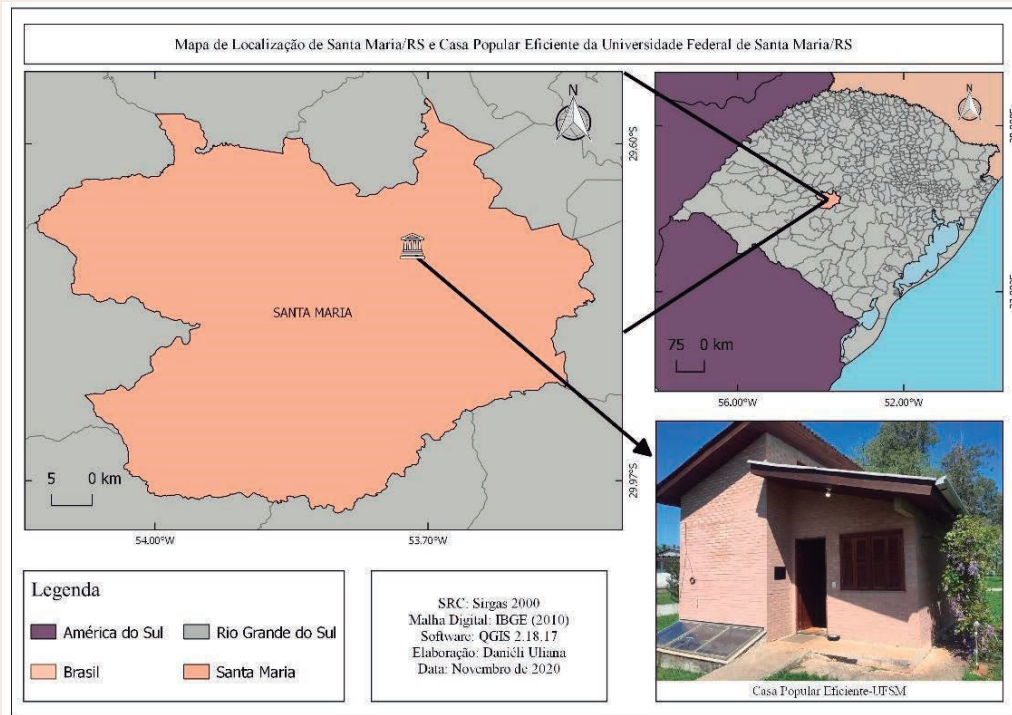 Mapa de Localização de Santa Maria/RS e Casa Popular Eficiente da Universidade Federal de Santa Maria/RS
N
29.60°S
SANTA MARIA
5 0 km
29.97°S
54.00°W
53.70°W
N
75 0 km
56.00°W
52.00°W
Legenda
América do Sul
Rio Grande do Sul
Brasil
Santa Maria
SRC: Sirgas 2000
Malha Digital: IBGE (2010)
Software: QGIS 2.18.17
Elaboração: Daniéli Uliana
Data: Novembro de 2020
Casa Popular Eficiente-UFSM